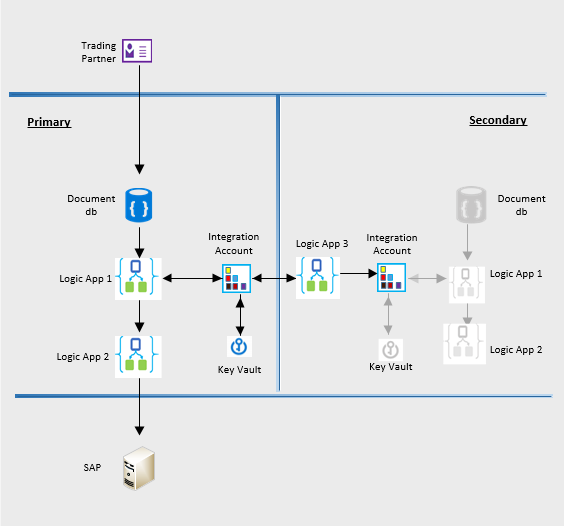 Trading
Partner
Primary
Secondary
Document
db
Document
db
Integration
Account
Logic App 3
Integration
Account
Logic App 1
Logic App 1
Logic App 2
Key Vault
Key Vault
Logic App 2
SAP